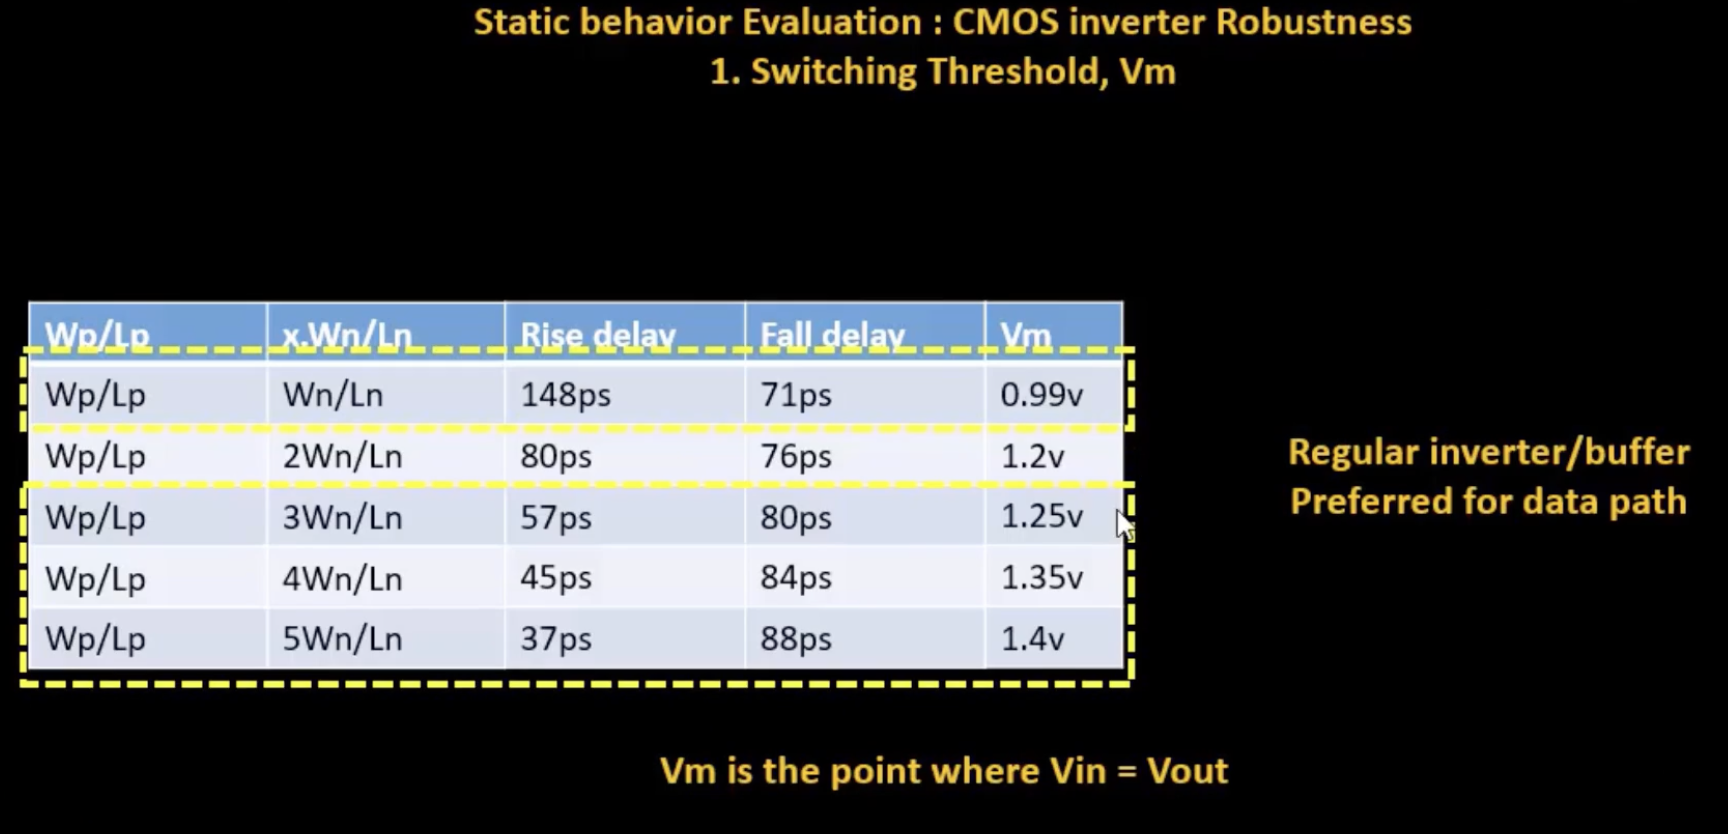 Static behavior Evaluation : CMOS inverter Robustness
1. Switching Threshold, Vm
Wp/Lp x.Wn/Ln Rise delay Fall delay Vm
Wp/Lp Wn/Ln 148ps 71ps 0.99v
Wp/Lp 2Wn/Ln 80ps 76ps 1.2v
Wp/Lp 3Wn/Ln 57ps 80ps 1.25v
Wp/Lp 4Wn/Ln 45ps 84ps 1.35v
Wp/Lp 5Wn/Ln 37ps 88ps 1.4v
Regular inverter/buffer
Preferred for data path
Vm is the point where Vin = Vout